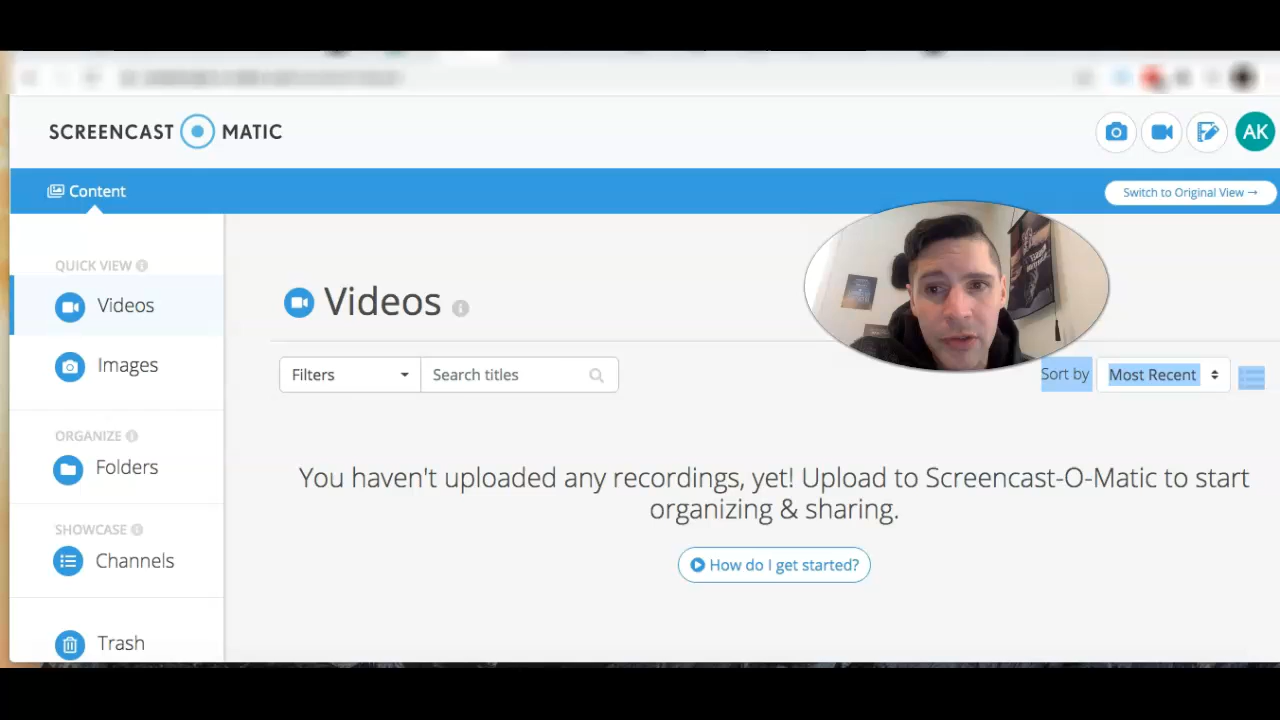 SCREENCAST MATIC
AK
Content
Switch to Original View →
QUICK VIEW
Videos
Images
ORGANIZE
Folders
SHOWCASE
Channels
Trash
Videos
Filters
Search titles
Sort by
Most Recent
You haven't uploaded any recordings, yet! Upload to Screencast-O-Matic to start
organizing & sharing.
How do I get started?